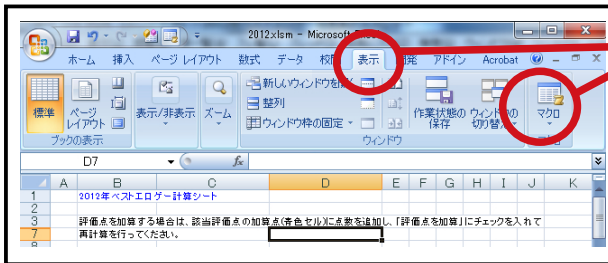 2012.xlsm - Microsoft
ホーム 挿入 ページ レイアウト 数式 データ 表示 開発 アドイン Acrobat
標準
ページ
レイアウト
ブックの表示
表示/非表示
ズーム
新しいウィンドウを開く
整列
ウィンドウ枠の固定
ウィンドウ
作業状態の
保存
ウィンドウの
切り替え
マクロ
マクロ
D7
fx
A B C D E F G H I J K
1 2012年ベストエロゲー計算シート
2
3 評価点を加算する場合は、該当評価点の加算点(青色セル)に点数を追加し、「評価点を加算」にチェックを入れて
7 再計算を行ってください。
8